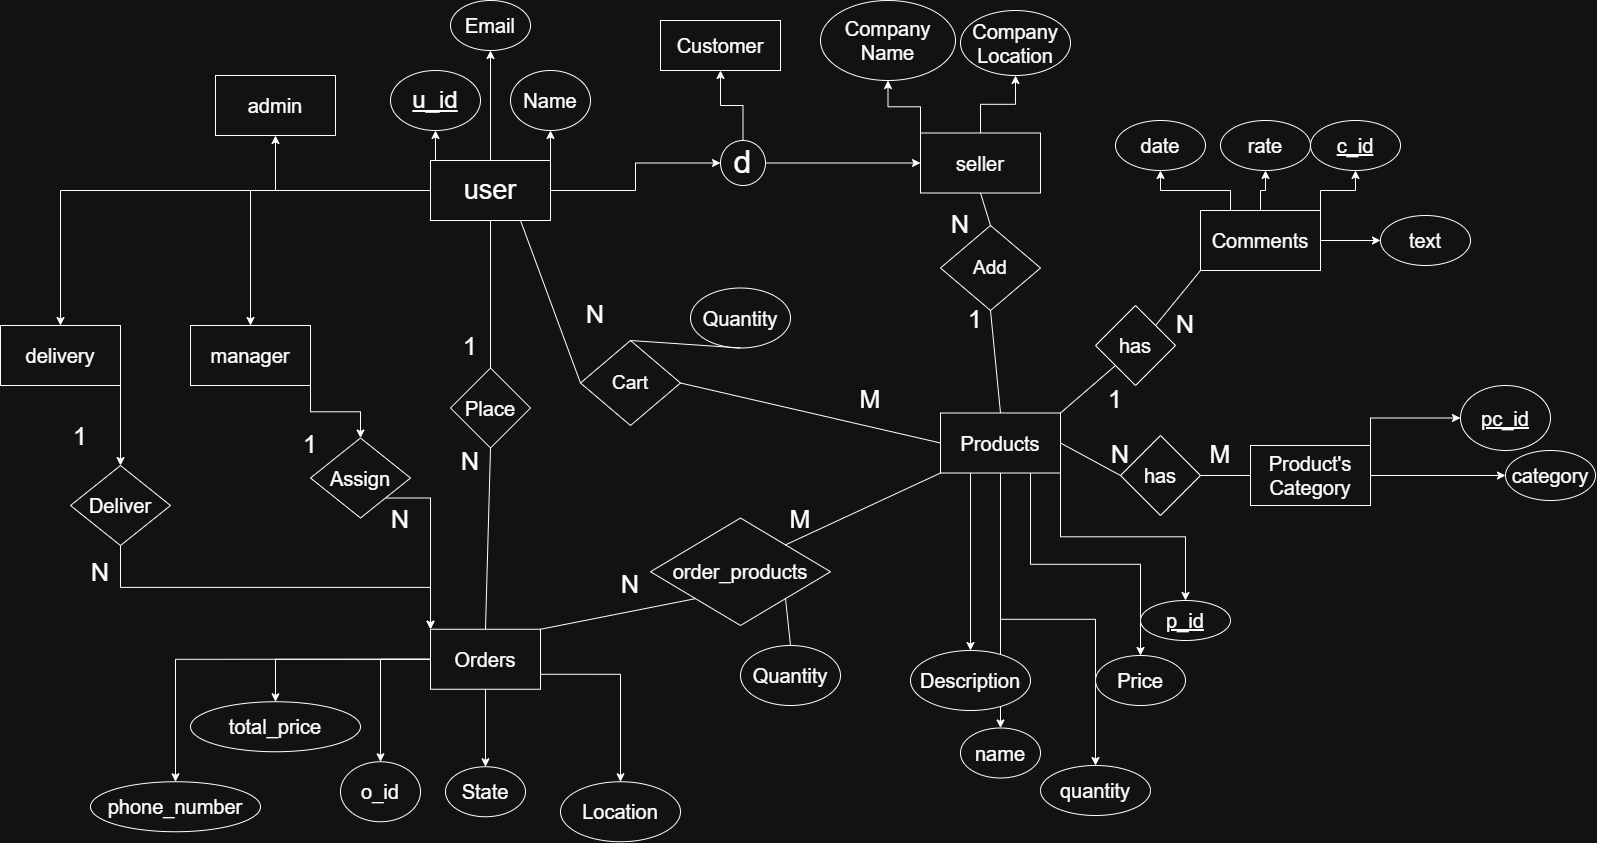 Email
Customer
Company
Name
Company
Location
admin
u_id
Name
d
user
seller
date
rate
c_id
Comments
text
N
Add
1
N
Quantity
N
has
1
delivery
manager
1
Cart
M
Place
N
Products
N
has
M
Product's
Category
pc_id
category
1
Deliver
N
1
Assign
N
M
order_products
N
Quantity
p_id
Description
Price
name
quantity
Orders
total_price
phone_number
o_id
State
Location